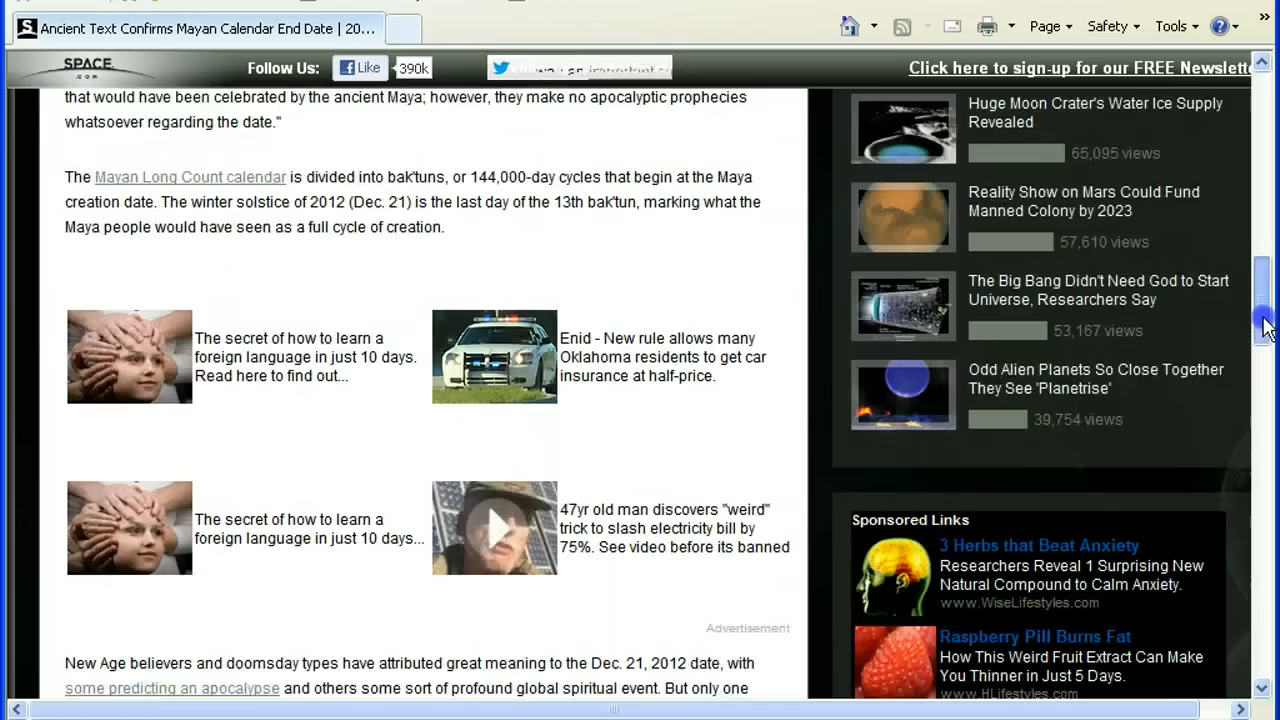 Ancient Text Confirms Mayan Calendar End Date | 20...
Page
Safety
Tools
SPACE
.COM
Follow Us:
Like
390k
Click here to sign-up for our FREE Newslett
that would have been celebrated by the ancient Maya; however, they make no apocalyptic prophecies
whatsoever regarding the date."
The Mayan Long Count calendar is divided into bak'tuns, or 144,000-day cycles that begin at the Maya
creation date. The winter solstice of 2012 (Dec. 21) is the last day of the 13th bak'tun, marking what the
Maya people would have seen as a full cycle of creation.
The secret of how to learn a
foreign language in just 10 days.
Read here to find out...
Enid - New rule allows many
Oklahoma residents to get car
insurance at half-price.
The secret of how to learn a
foreign language in just 10 days...
47yr old man discovers "weird"
trick to slash electricity bill by
75%. See video before its banned
Advertisement
New Age believers and doomsday types have attributed great meaning to the Dec. 21, 2012 date, with
some predicting an apocalypse and others some sort of profound global spiritual event. But only one
Huge Moon Crater's Water Ice Supply
Revealed
65,095 views
Reality Show on Mars Could Fund
Manned Colony by 2023
57,610 views
The Big Bang Didn't Need God to Start
Universe, Researchers Say
53,167 views
Odd Alien Planets So Close Together
They See 'Planetrise'
39,754 views
Sponsored Links
3 Herbs that Beat Anxiety
Researchers Reveal 1 Surprising New
Natural Compound to Calm Anxiety.
www.WiseLifestyles.com
Raspberry Pill Burns Fat
How This Weird Fruit Extract Can Make
You Thinner in Just 5 Days.
www.HLifestyles.com